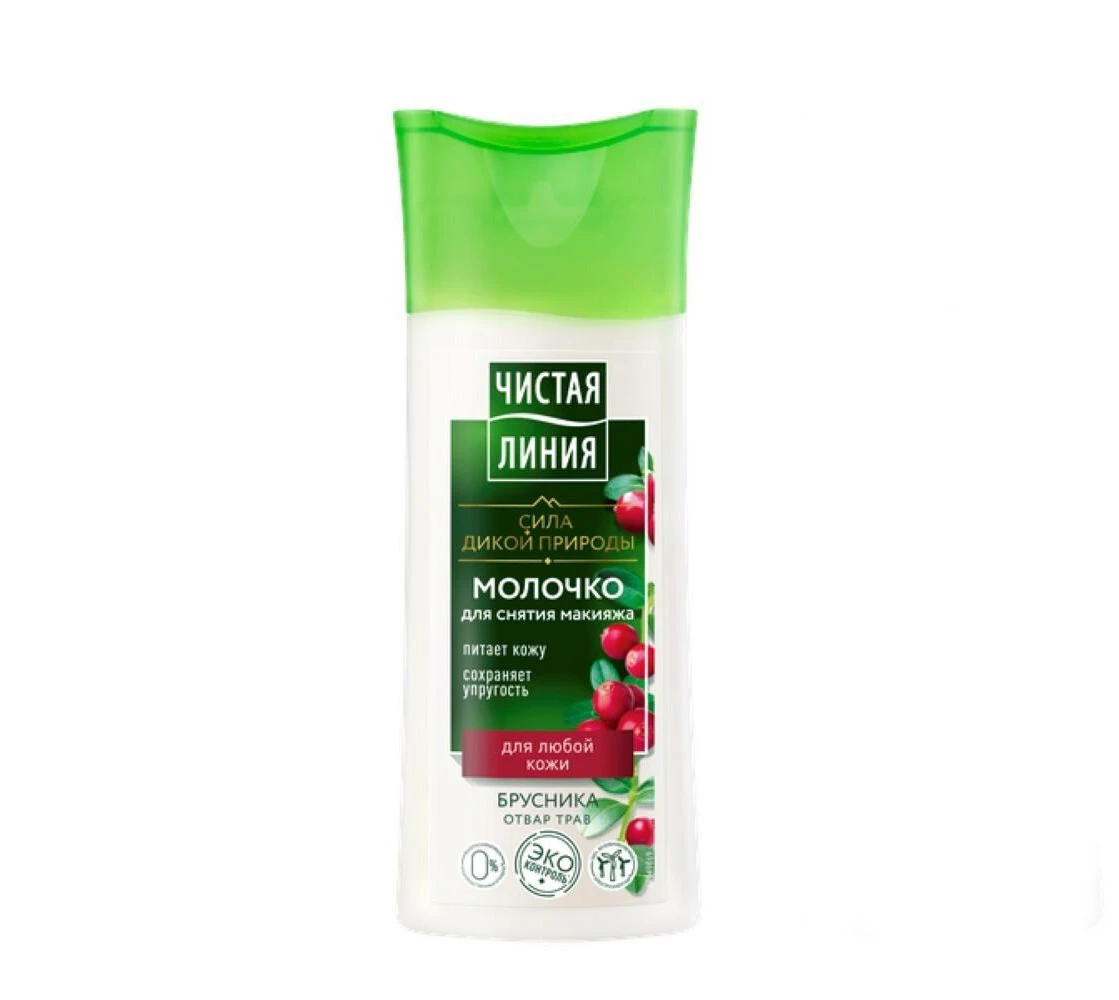 ЧИСТАЯ
ЛИНИЯ
СИЛА
ДИКОЙ ПРИРОДЫ
МОЛОЧКО
для снятия макияжа
питает кожу
сохраняет
упругость
для любой
кожи
БРУСНИКА
ОТВАР ТРАВ
0%
ЭКО
КОНТРОЛЬ